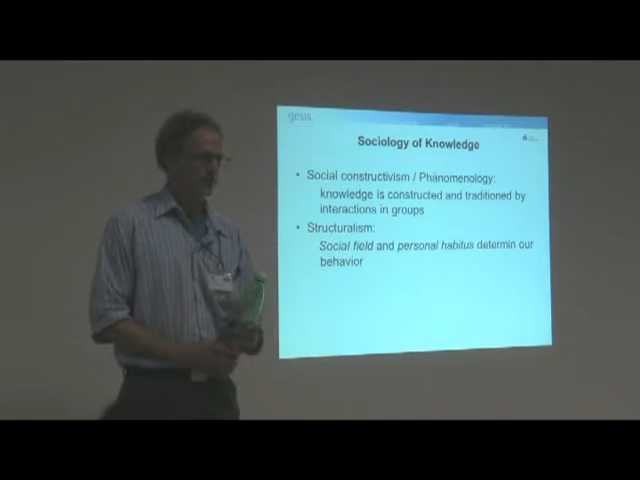 gesis
Sociology of Knowledge
• Social constructivism / Phänomenology:
knowledge is constructed and traditioned by
interactions in groups
• Structuralism:
Social field and personal habitus determin our
behavior